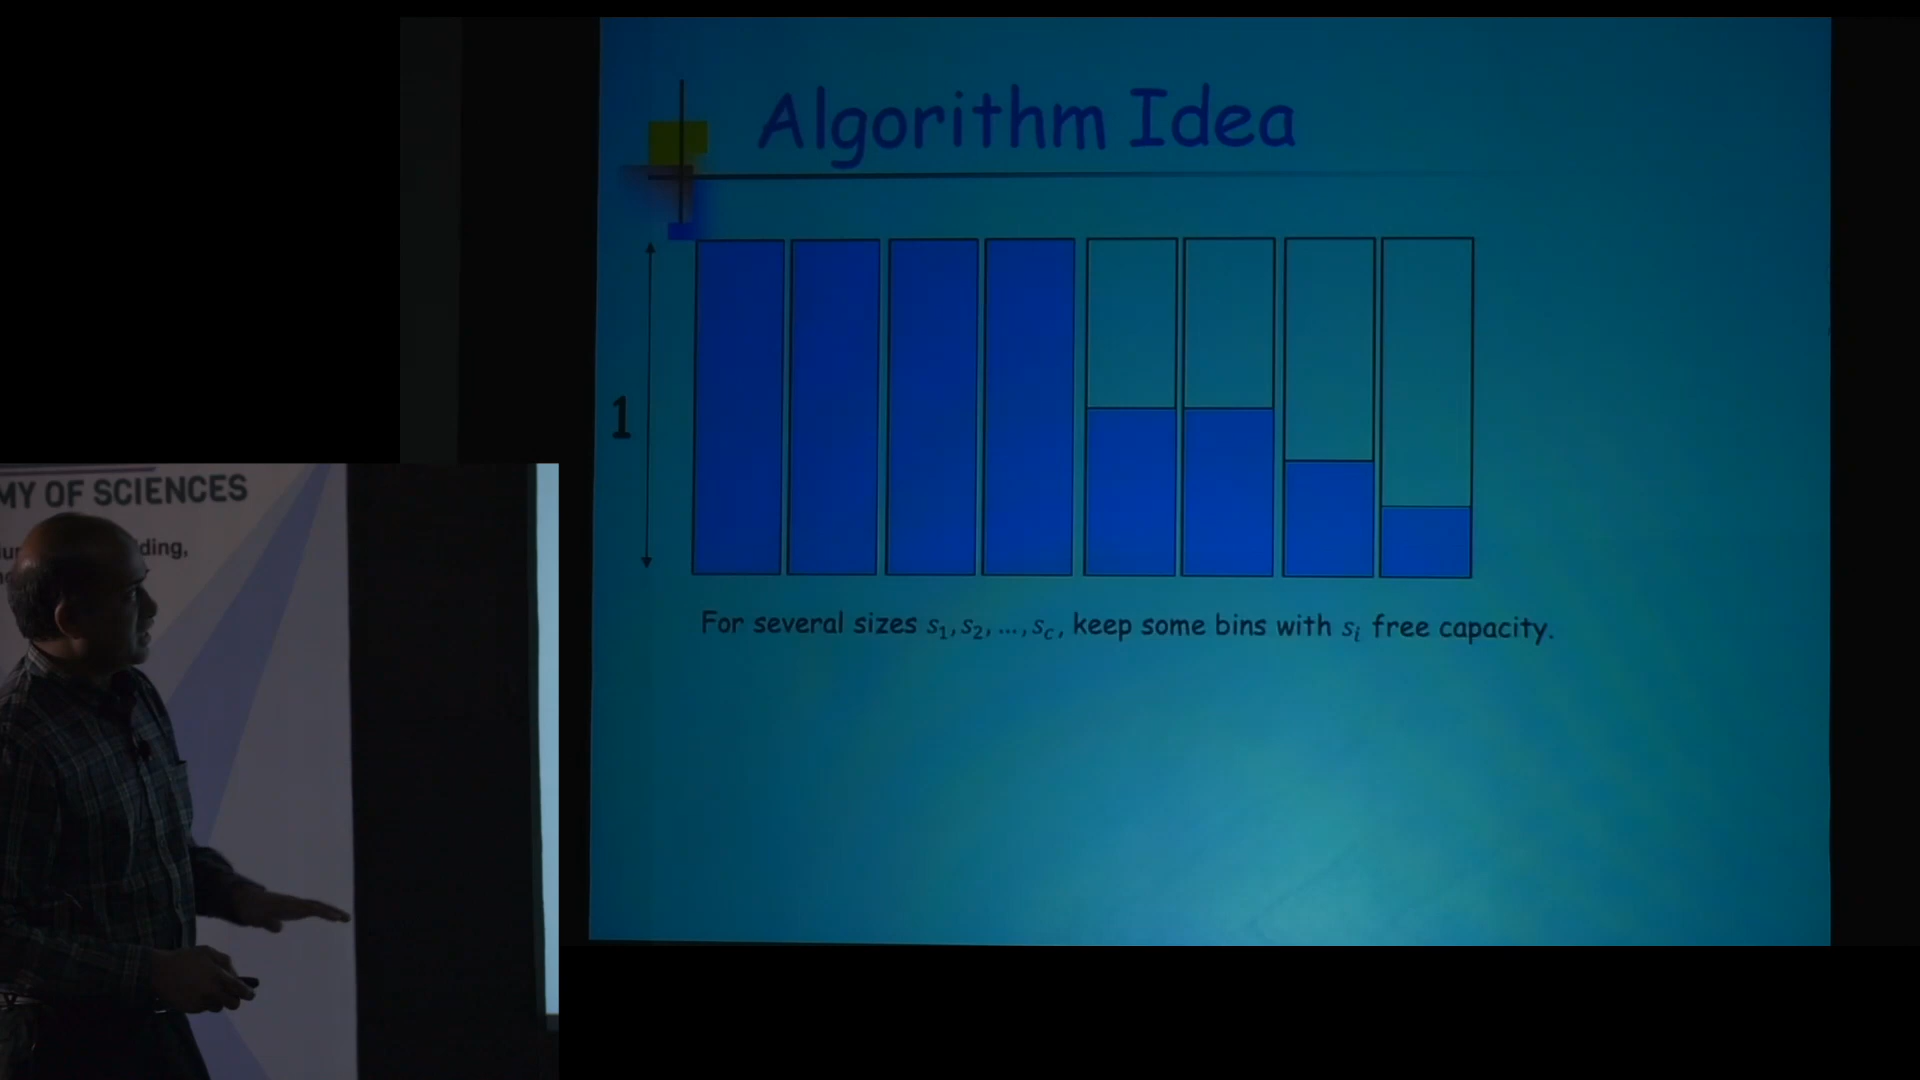 Algorithm Idea
1
For several sizes s₁, s₂, ..., s_c, keep some bins with sᵢ free capacity.
MY OF SCIENCES
ding,